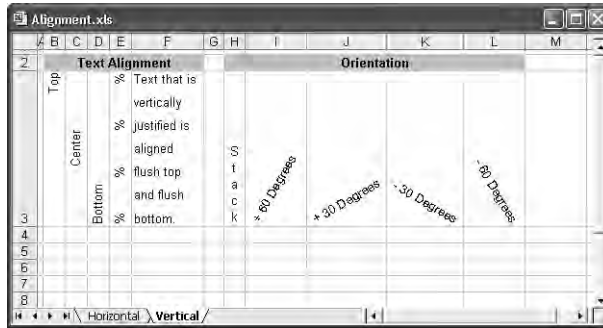 Alignment.xls
A B C D E F G H I J K L M
2 Text Alignment Orientation
Top
Center
Bottom
%
%
%
%
Text that is
vertically
justified is
aligned
flush top
and flush
bottom.
S
t
a
c
k
+ 60 Degrees
+ 30 Degrees
- 30 Degrees
- 60 Degrees
3
4
5
6
7
8
Horizontal Vertical